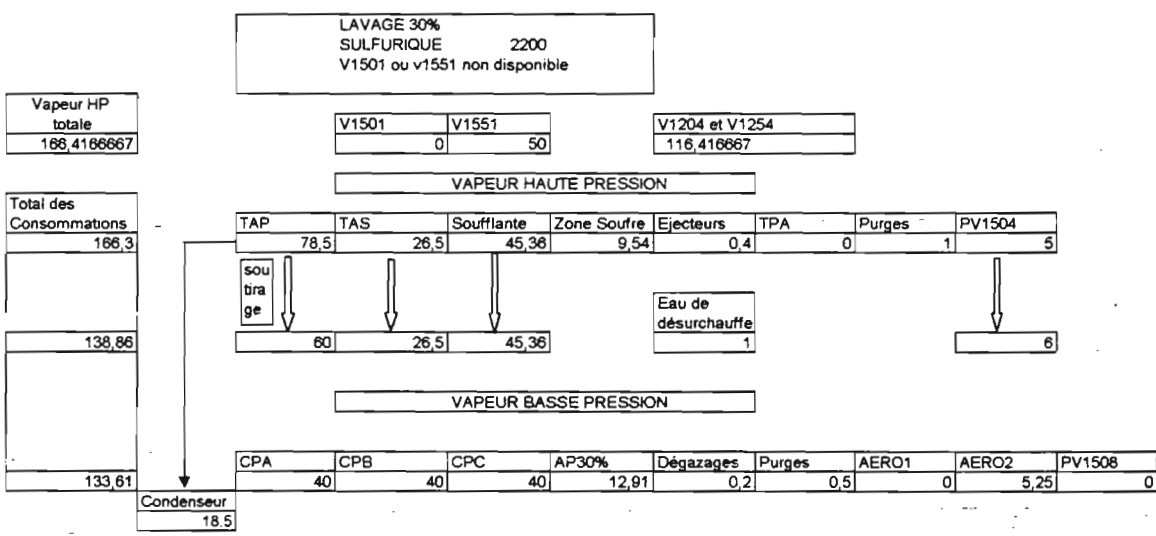 LAVAGE 30%
SULFURIQUE 2200
V1501 ou v1551 non disponible
Vapeur HP
totale
166,4166667
V1501 V1551
0 50
V1204 et V1254
116,416667
VAPEUR HAUTE PRESSION
Total des
Consommations
166,3
TAP TAS Soufflante Zone Soufre Ejecteurs TPA Purges PV1504
78,5 26,5 45,36 9,54 0,4 0 1 5
sou
tira
ge
Eau de
désurchauffe
138,86 60 26,5 45,36 1 6
VAPEUR BASSE PRESSION
CPA CPB CPC AP30% Dégazages Purges AERO1 AERO2 PV1508
133,61 40 40 40 12,91 0,2 0,5 0 5,25 0
Condenseur
18,5